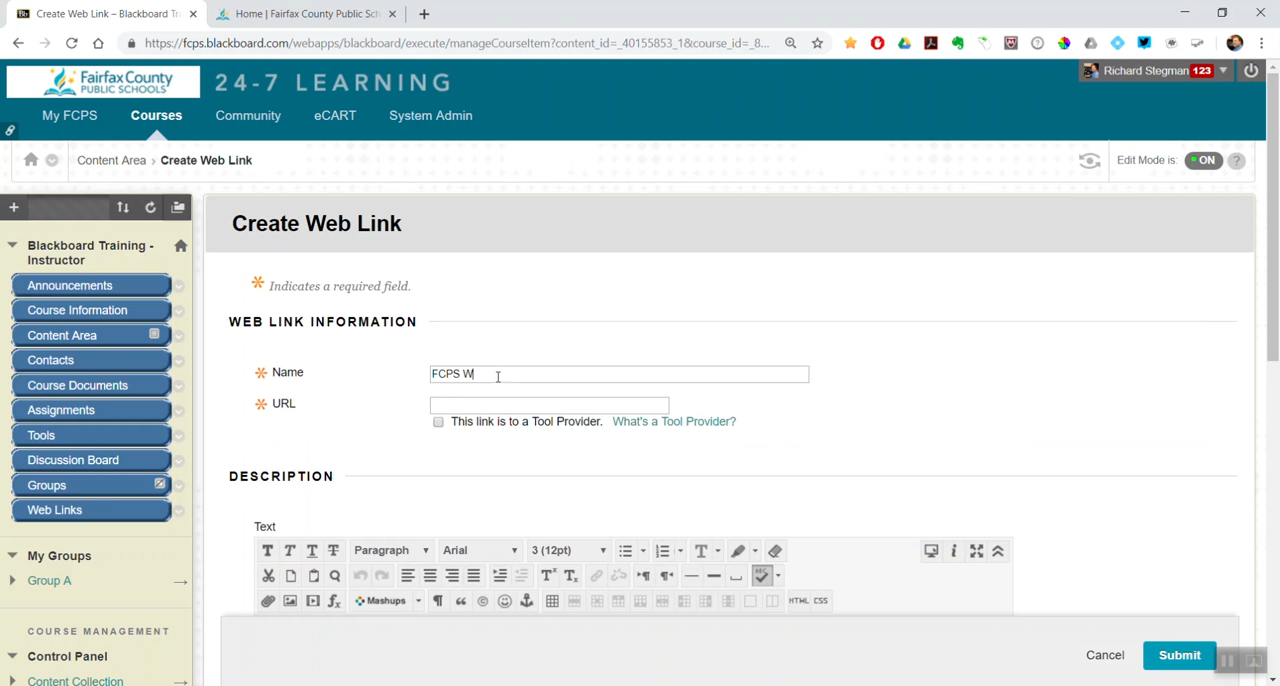 Create Web Link – Blackboard Tr
Home | Fairfax County Public Sch
https://fcps.blackboard.com/webapps/blackboard/execute/manageCourseItem?content_id=_40155853_1&course_id=_8...
Fairfax County
PUBLIC SCHOOLS
24-7 LEARNING
Richard Stegman 123
My FCPS
Courses
Community
eCART
System Admin
Content Area
Create Web Link
Edit Mode is: ON ?
Blackboard Training -
Instructor
Announcements
Course Information
Content Area
Contacts
Course Documents
Assignments
Tools
Discussion Board
Groups
Web Links
My Groups
Group A
COURSE MANAGEMENT
Control Panel
Content Collection
Create Web Link
Indicates a required field.
WEB LINK INFORMATION
Name
FCPS W
URL
This link is to a Tool Provider. What's a Tool Provider?
DESCRIPTION
Text
T T T T Paragraph Arial 3 (12pt)
Mashups
HTML CSS
Cancel
Submit